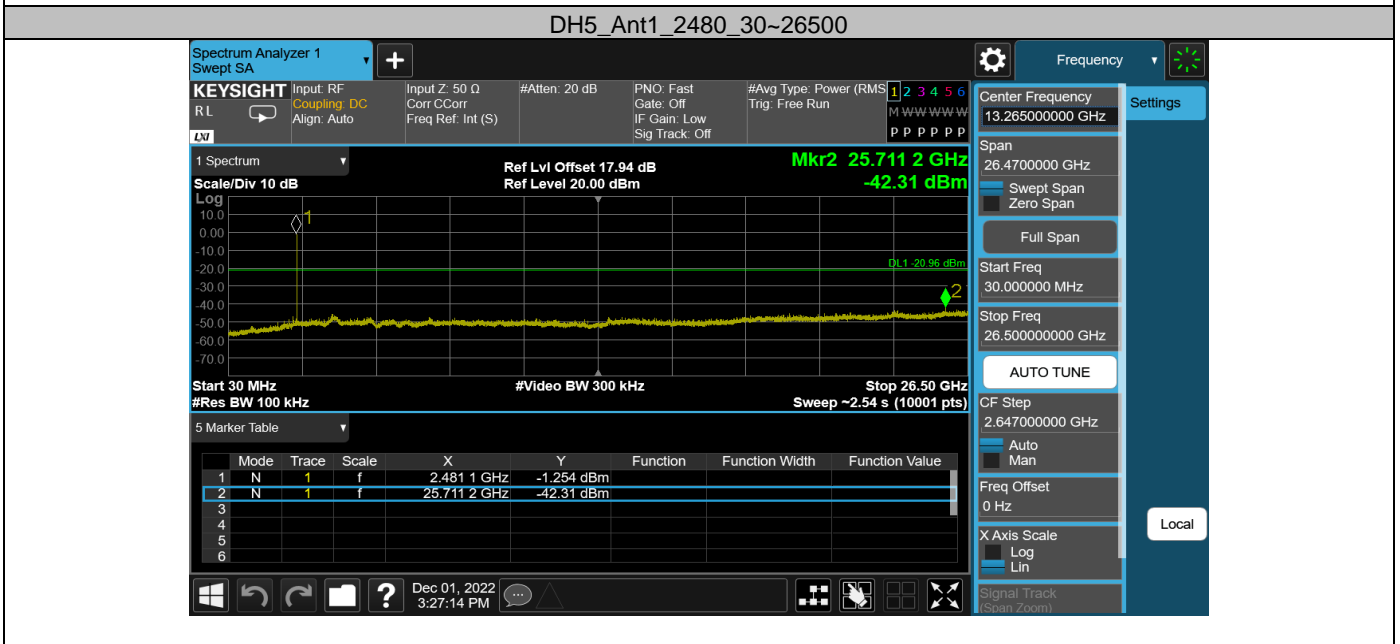 DH5_Ant1_2480_30~26500
Spectrum Analyzer 1
Swept SA
Frequency
KEYSIGHT
RL
LXI
Input: RF
Coupling: DC
Align: Auto
Input Z: 50 Ω
Corr CCorr
Freq Ref: Int (S)
#Atten: 20 dB
PNO: Fast
Gate: Off
IF Gain: Low
Sig Track: Off
#Avg Type: Power (RMS
Trig: Free Run
1 2 3 4 5 6
M W W W W W
P P P P P P
Center Frequency
13.265000000 GHz
Settings
Span
26.4700000 GHz
Swept Span
Zero Span
Full Span
Start Freq
30.000000 MHz
Stop Freq
26.500000000 GHz
AUTO TUNE
CF Step
2.647000000 GHz
Auto
Man
Freq Offset
0 Hz
X Axis Scale
Log
Lin
Signal Track
(Span Zoom)
Local
1 Spectrum
Scale/Div 10 dB
Log
Ref Lvl Offset 17.94 dB
Ref Level 20.00 dBm
Mkr2 25.711 2 GHz
-42.31 dBm
10.0
0.00
-10.0
-20.0
-30.0
-40.0
-50.0
-60.0
-70.0
1
DL1 -20.96 dBm
2
Start 30 MHz
#Video BW 300 kHz
Stop 26.50 GHz
#Res BW 100 kHz
Sweep ~2.54 s (10001 pts)
5 Marker Table
Mode Trace Scale X Y Function Function Width Function Value
1 N 1 f 2.481 1 GHz -1.254 dBm
2 N 1 f 25.711 2 GHz -42.31 dBm
3
4
5
6
?
Dec 01, 2022
3:27:14 PM